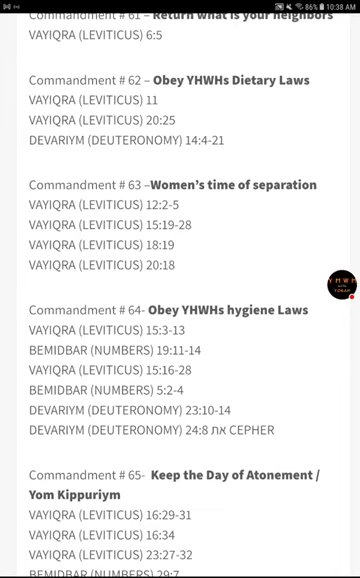 86% 10:38 AM
Commandment # 61 – Return what is your neighbors
VAYIQRA (LEVITICUS) 6:5
Commandment # 62 – Obey YHWHs Dietary Laws
VAYIQRA (LEVITICUS) 11
VAYIQRA (LEVITICUS) 20:25
DEVARIYM (DEUTERONOMY) 14:4-21
Commandment # 63 –Women’s time of separation
VAYIQRA (LEVITICUS) 12:2-5
VAYIQRA (LEVITICUS) 15:19-28
VAYIQRA (LEVITICUS) 18:19
VAYIQRA (LEVITICUS) 20:18
Commandment # 64- Obey YHWHs hygiene Laws
VAYIQRA (LEVITICUS) 15:3-13
BEMIDBAR (NUMBERS) 19:11-14
VAYIQRA (LEVITICUS) 15:16-28
BEMIDBAR (NUMBERS) 5:2-4
DEVARIYM (DEUTERONOMY) 23:10-14
DEVARIYM (DEUTERONOMY) 24:8 את CEPHER
Commandment # 65- Keep the Day of Atonement /
Yom Kippuriym
VAYIQRA (LEVITICUS) 16:29-31
VAYIQRA (LEVITICUS) 16:34
VAYIQRA (LEVITICUS) 23:27-32
BEMIDBAR (NUMBERS) 29:7